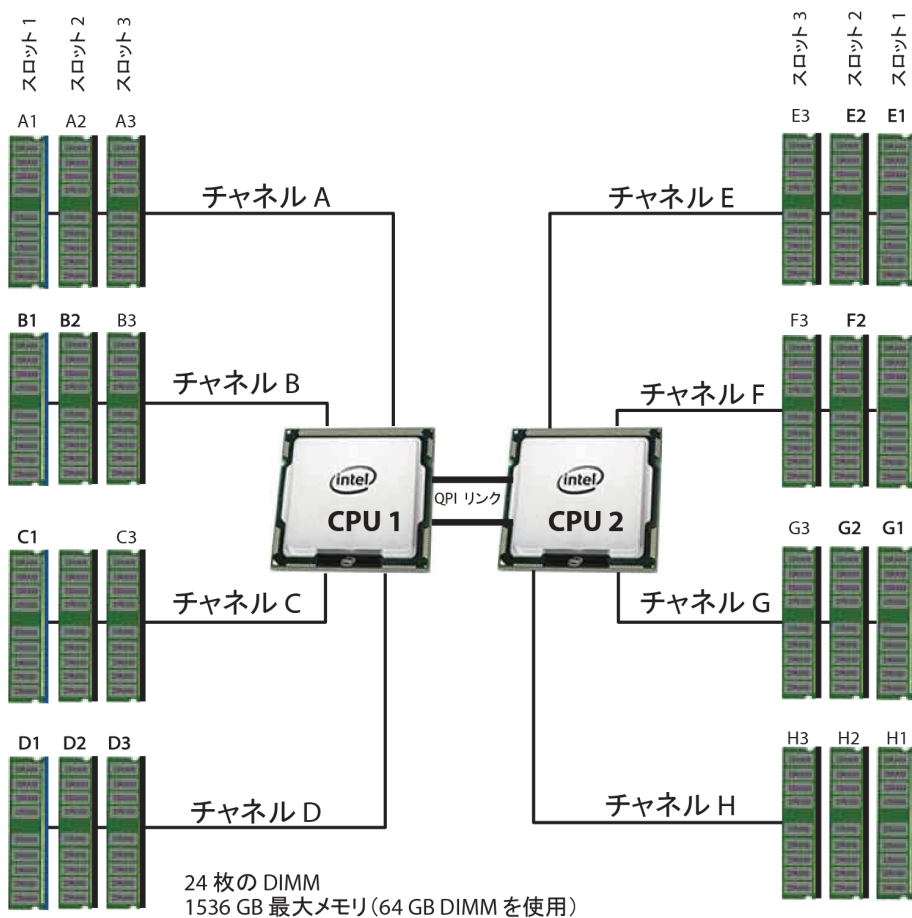 スロット 1
スロット 2
スロット 3
スロット 3
スロット 2
スロット 1
A1 A2 A3
E3 E2 E1
チャネル A
チャネル E
B1 B2 B3
F3 F2
チャネル B
チャネル F
intel
CPU 1
QPI リンク
intel
CPU 2
C1 C3
G3 G2 G1
チャネル C
チャネル G
D1 D2 D3
H3 H2 H1
チャネル D
チャネル H
24 枚の DIMM
1536 GB 最大メモリ(64 GB DIMM を使用)